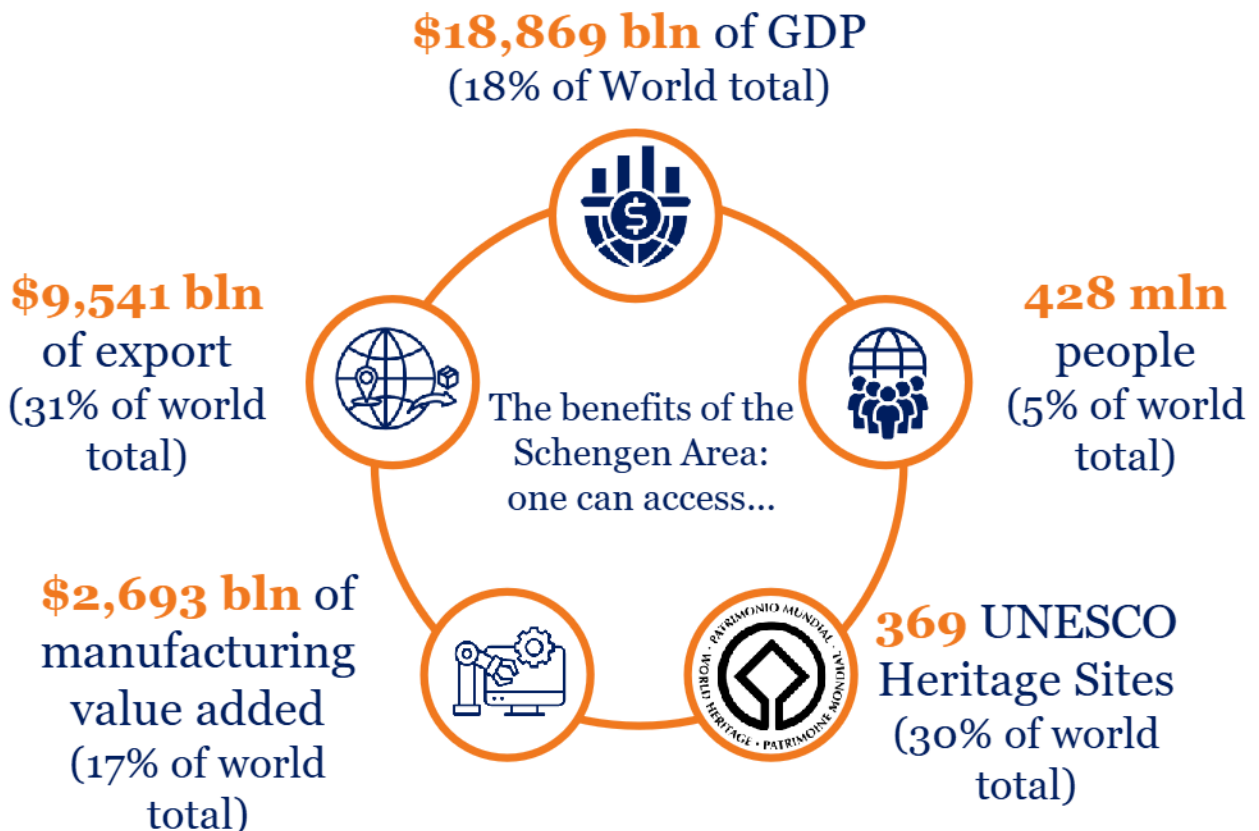 $18,869 bln of GDP
(18% of World total)
$9,541 bln
of export
(31% of world
total)
428 mln
people
(5% of world
total)
The benefits of the
Schengen Area:
one can access...
$2,693 bln of
manufacturing
value added
(17% of world
total)
$
WORLD HERITAGE • PATRIMONIO MUNDIAL • PATRIMOINE MONDIAL •
369 UNESCO
Heritage Sites
(30% of world
total)